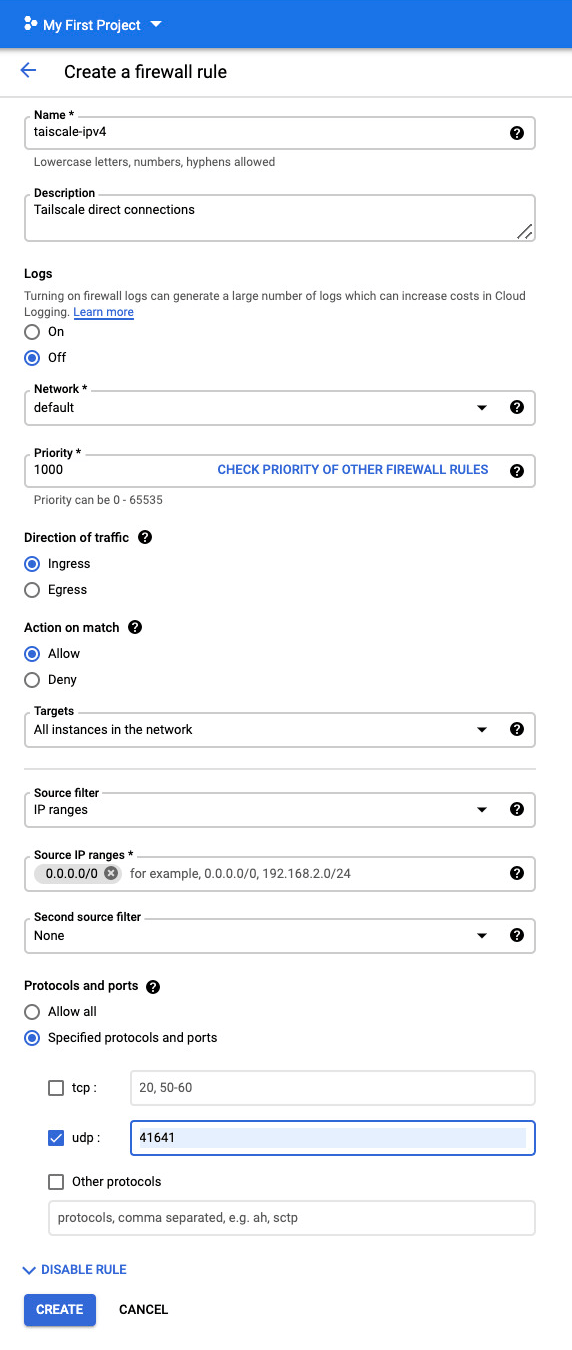 My First Project
Create a firewall rule
Name *
taiscale-ipv4
Lowercase letters, numbers, hyphens allowed
Description
Tailscale direct connections
Logs
Turning on firewall logs can generate a large number of logs which can increase costs in Cloud
Logging. Learn more
On
Off
Network *
default
Priority *
1000 CHECK PRIORITY OF OTHER FIREWALL RULES
Priority can be 0 - 65535
Direction of traffic
Ingress
Egress
Action on match
Allow
Deny
Targets
All instances in the network
Source filter
IP ranges
Source IP ranges *
0.0.0.0/0 for example, 0.0.0.0/0, 192.168.2.0/24
Second source filter
None
Protocols and ports
Allow all
Specified protocols and ports
tcp : 20, 50-60
udp : 41641
Other protocols
protocols, comma separated, e.g. ah, sctp
DISABLE RULE
CREATE CANCEL